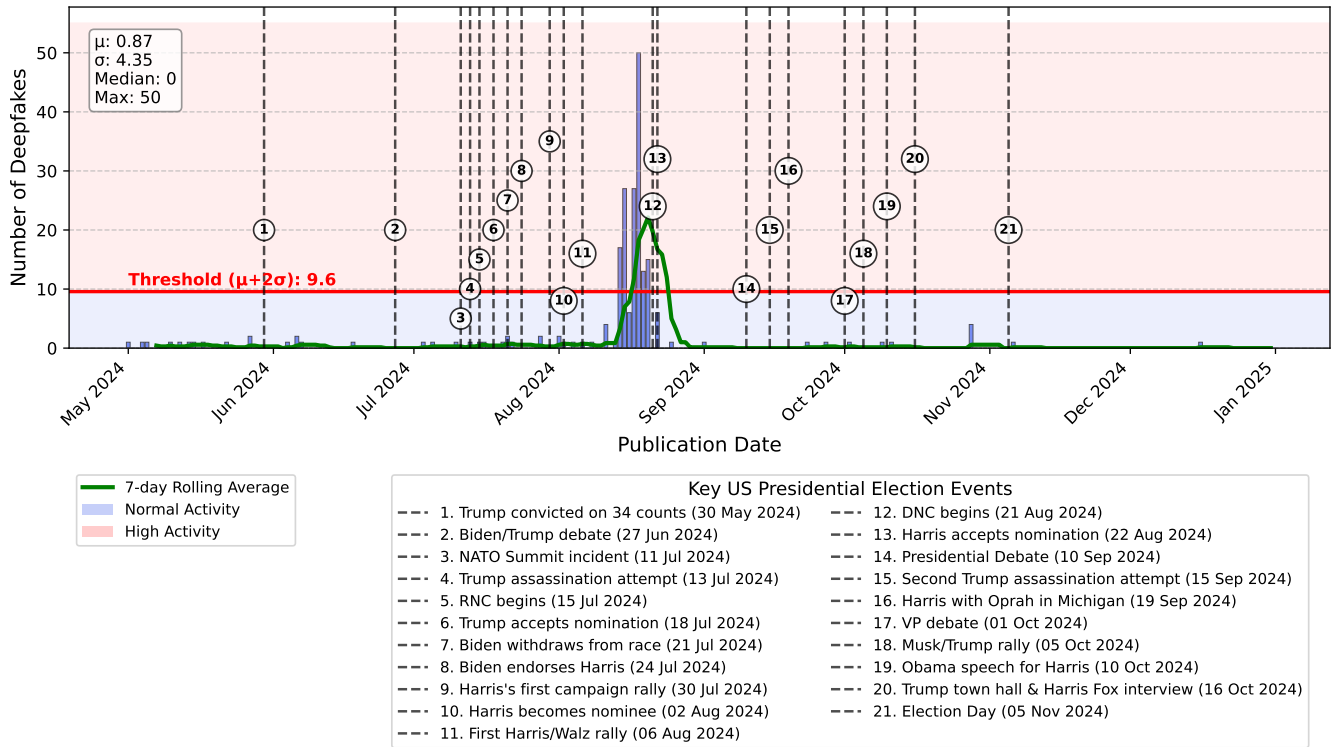 μ: 0.87
σ: 4.35
Median: 0
Max: 50
Number of Deepfakes
50
40
30
20
10
0
Threshold (μ+2σ): 9.6
1
2
3
4
5
6
7
8
9
10
11
12
13
14
15
16
17
18
19
20
21
May 2024
Jun 2024
Jul 2024
Aug 2024
Sep 2024
Oct 2024
Nov 2024
Dec 2024
Jan 2025
Publication Date
7-day Rolling Average
Normal Activity
High Activity
Key US Presidential Election Events
1. Trump convicted on 34 counts (30 May 2024)
2. Biden/Trump debate (27 Jun 2024)
3. NATO Summit incident (11 Jul 2024)
4. Trump assassination attempt (13 Jul 2024)
5. RNC begins (15 Jul 2024)
6. Trump accepts nomination (18 Jul 2024)
7. Biden withdraws from race (21 Jul 2024)
8. Biden endorses Harris (24 Jul 2024)
9. Harris's first campaign rally (30 Jul 2024)
10. Harris becomes nominee (02 Aug 2024)
11. First Harris/Walz rally (06 Aug 2024)
12. DNC begins (21 Aug 2024)
13. Harris accepts nomination (22 Aug 2024)
14. Presidential Debate (10 Sep 2024)
15. Second Trump assassination attempt (15 Sep 2024)
16. Harris with Oprah in Michigan (19 Sep 2024)
17. VP debate (01 Oct 2024)
18. Musk/Trump rally (05 Oct 2024)
19. Obama speech for Harris (10 Oct 2024)
20. Trump town hall & Harris Fox interview (16 Oct 2024)
21. Election Day (05 Nov 2024)